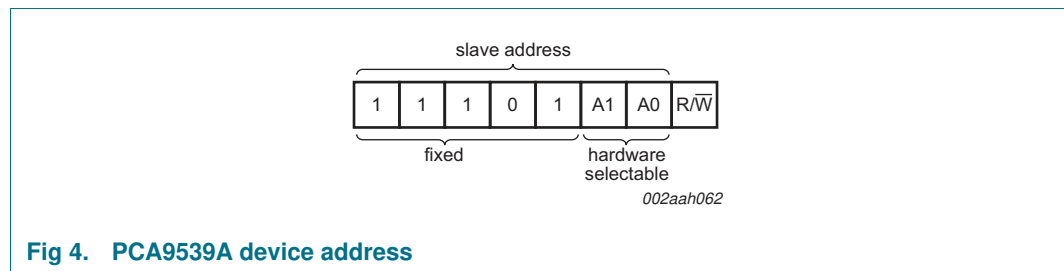 slave address
1 1 1 0 1 A1 A0 R/W̅
fixed
hardware
selectable
002aah062
Fig 4. PCA9539A device address